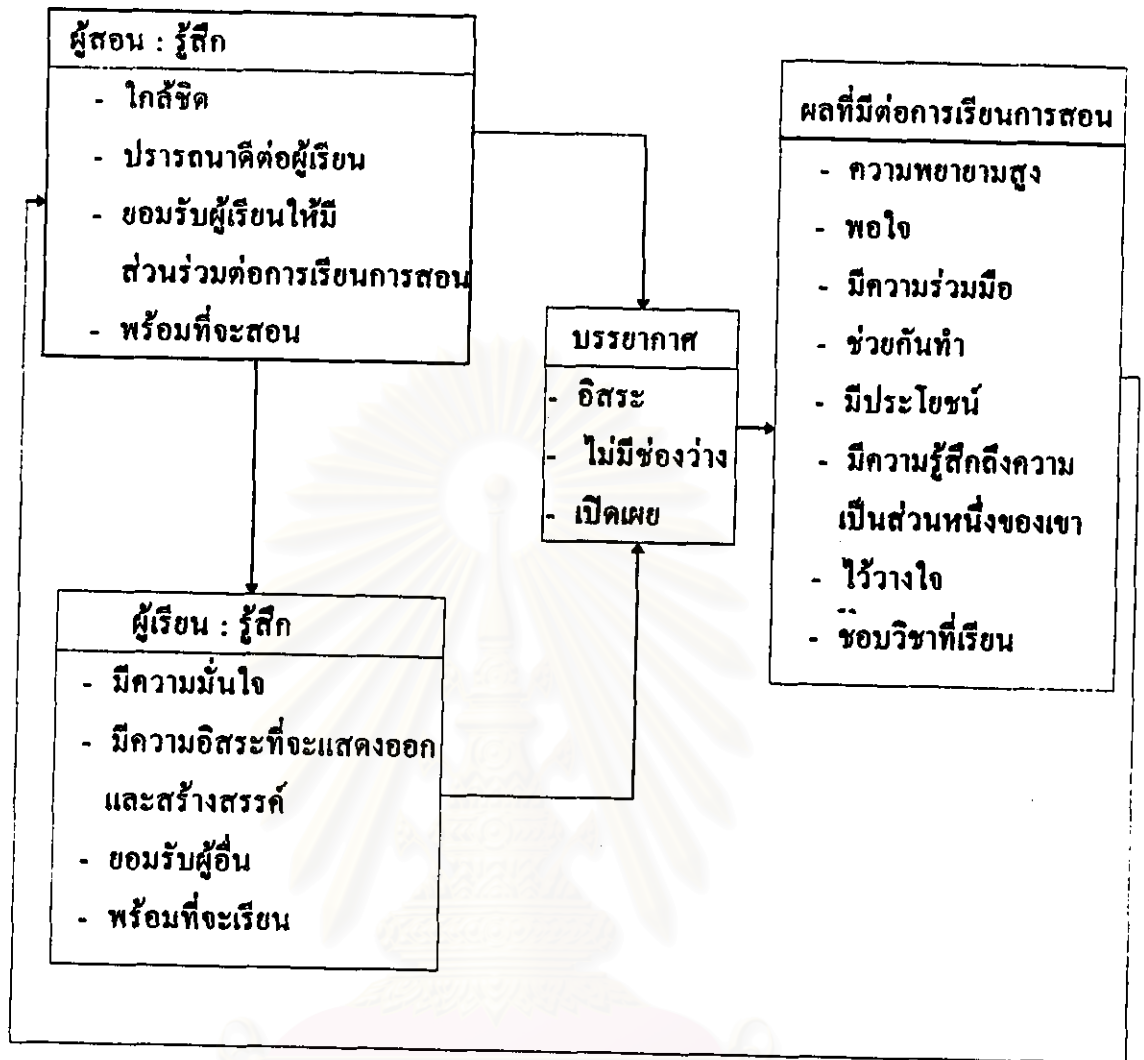 ผู้สอน : รู้สึก
- ใกล้ชิด
- ปรารถนาดีต่อผู้เรียน
- ยอมรับผู้เรียนให้มี
ส่วนร่วมต่อการเรียนการสอน
- พร้อมที่จะสอน
ผู้เรียน : รู้สึก
- มีความมั่นใจ
- มีความอิสระที่จะแสดงออก
และสร้างสรรค์
- ยอมรับผู้อื่น
- พร้อมที่จะเรียน
บรรยากาศ
- อิสระ
- ไม่มีช่องว่าง
- เปิดเผย
ผลที่มีต่อการเรียนการสอน
- ความพยายามสูง
- พอใจ
- มีความร่วมมือ
- ช่วยกันทำ
- มีประโยชน์
- มีความรู้สึกถึงความ
เป็นส่วนหนึ่งของเขา
- ไว้วางใจ
- ชอบวิชาที่เรียน